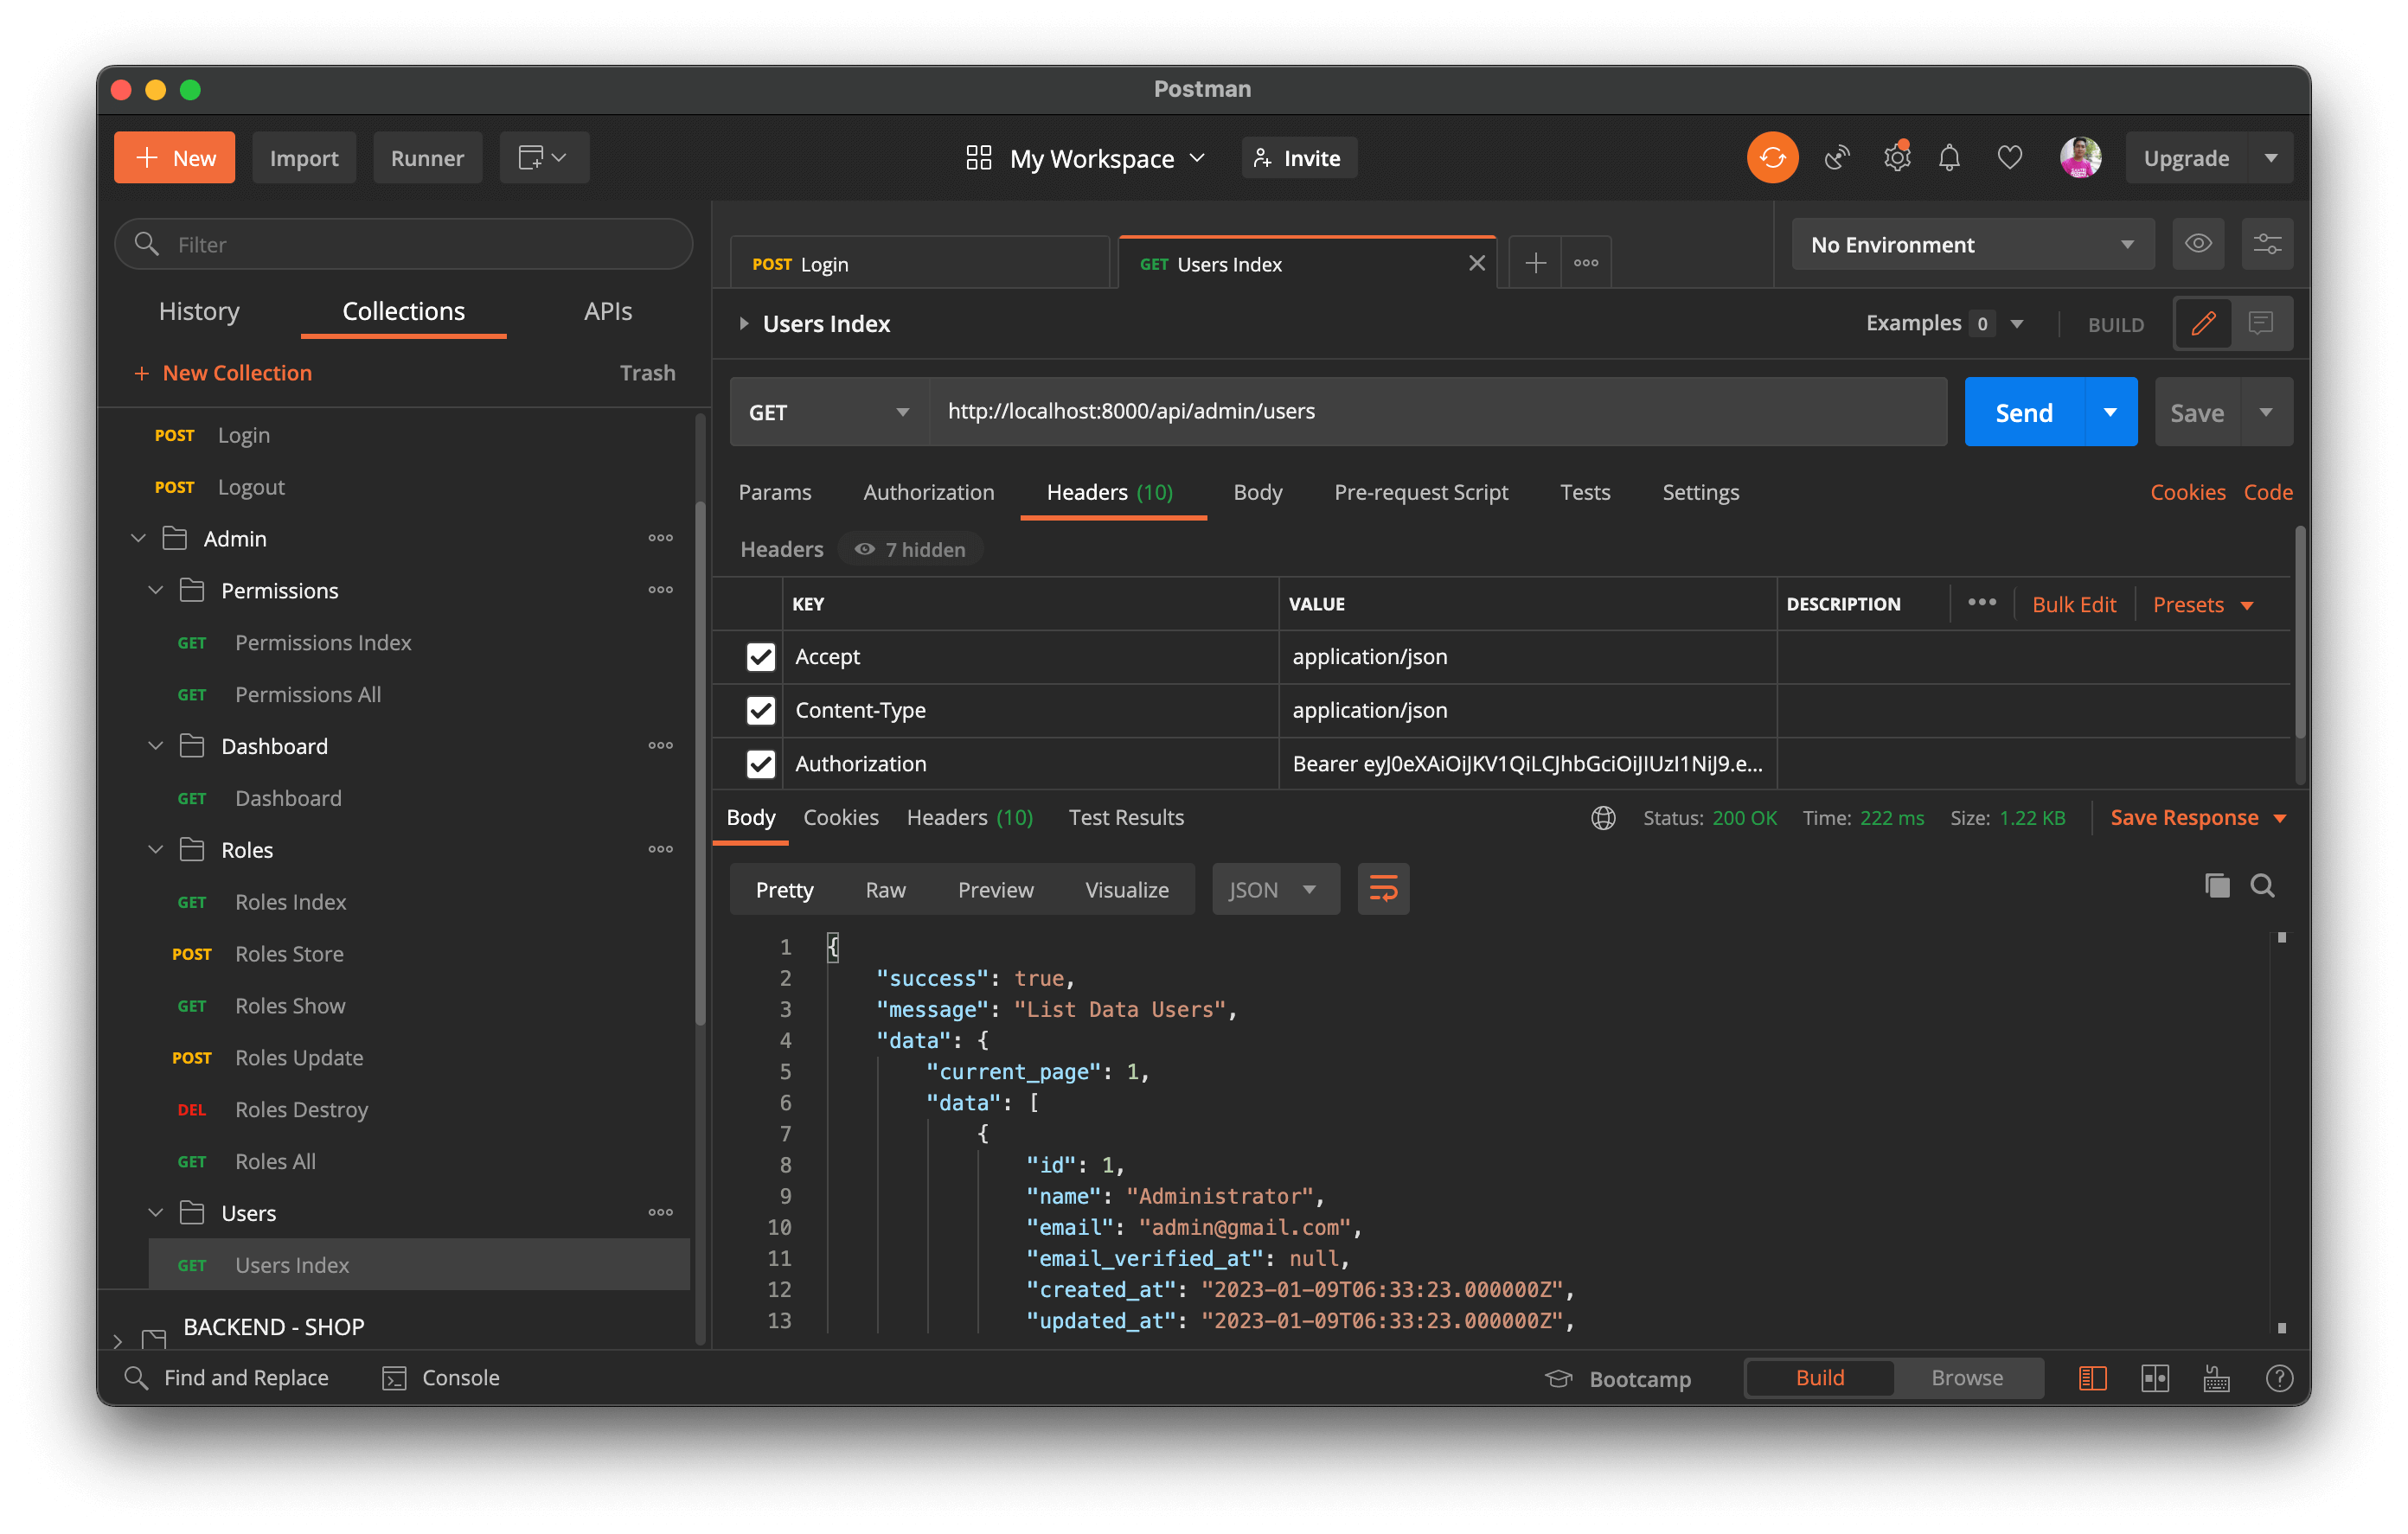 Postman
New
Import
Runner
My Workspace
Invite
Upgrade
Filter
History
Collections
APIs
+ New Collection
Trash
POST Login
POST Logout
Admin
Permissions
GET Permissions Index
GET Permissions All
Dashboard
GET Dashboard
Roles
GET Roles Index
POST Roles Store
GET Roles Show
POST Roles Update
DEL Roles Destroy
GET Roles All
Users
GET Users Index
BACKEND - SHOP
POST Login
GET Users Index
No Environment
Users Index
Examples 0
BUILD
GET
http://localhost:8000/api/admin/users
Send
Save
Params
Authorization
Headers (10)
Body
Pre-request Script
Tests
Settings
Cookies
Code
Headers
7 hidden
KEY
VALUE
DESCRIPTION
Bulk Edit
Presets
Accept
application/json
Content-Type
application/json
Authorization
Bearer eyJ0eXAiOiJKV1QiLCJhbGciOiJIUzI1NiJ9.e...
Body
Cookies
Headers (10)
Test Results
Status: 200 OK
Time: 222 ms
Size: 1.22 KB
Save Response
Pretty
Raw
Preview
Visualize
JSON
1 {
2 "success": true,
3 "message": "List Data Users",
4 "data": {
5 "current_page": 1,
6 "data": [
7 {
8 "id": 1,
9 "name": "Administrator",
10 "email": "admin@gmail.com",
11 "email_verified_at": null,
12 "created_at": "2023-01-09T06:33:23.000000Z",
13 "updated_at": "2023-01-09T06:33:23.000000Z",
Find and Replace
Console
Bootcamp
Build
Browse